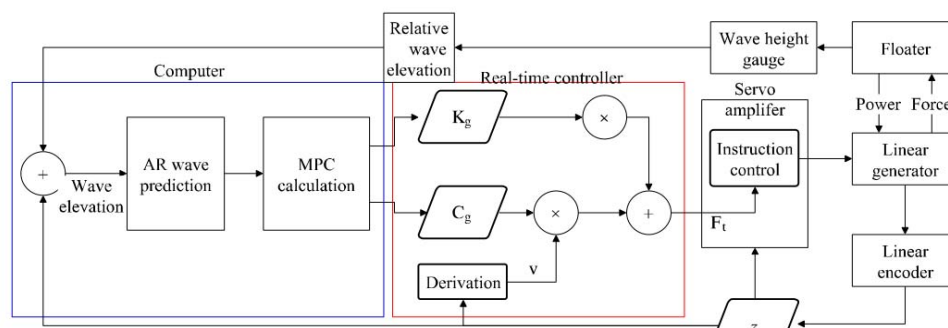 Relative
wave
elevation
Wave height
gauge
Floater
Computer
Real-time controller
Servo
amplifer
Power
Force
Kg
×
Instruction
control
Linear
generator
+
Wave
elevation
AR wave
prediction
MPC
calculation
Cg
×
+
Ft
Derivation
v
Linear
encoder